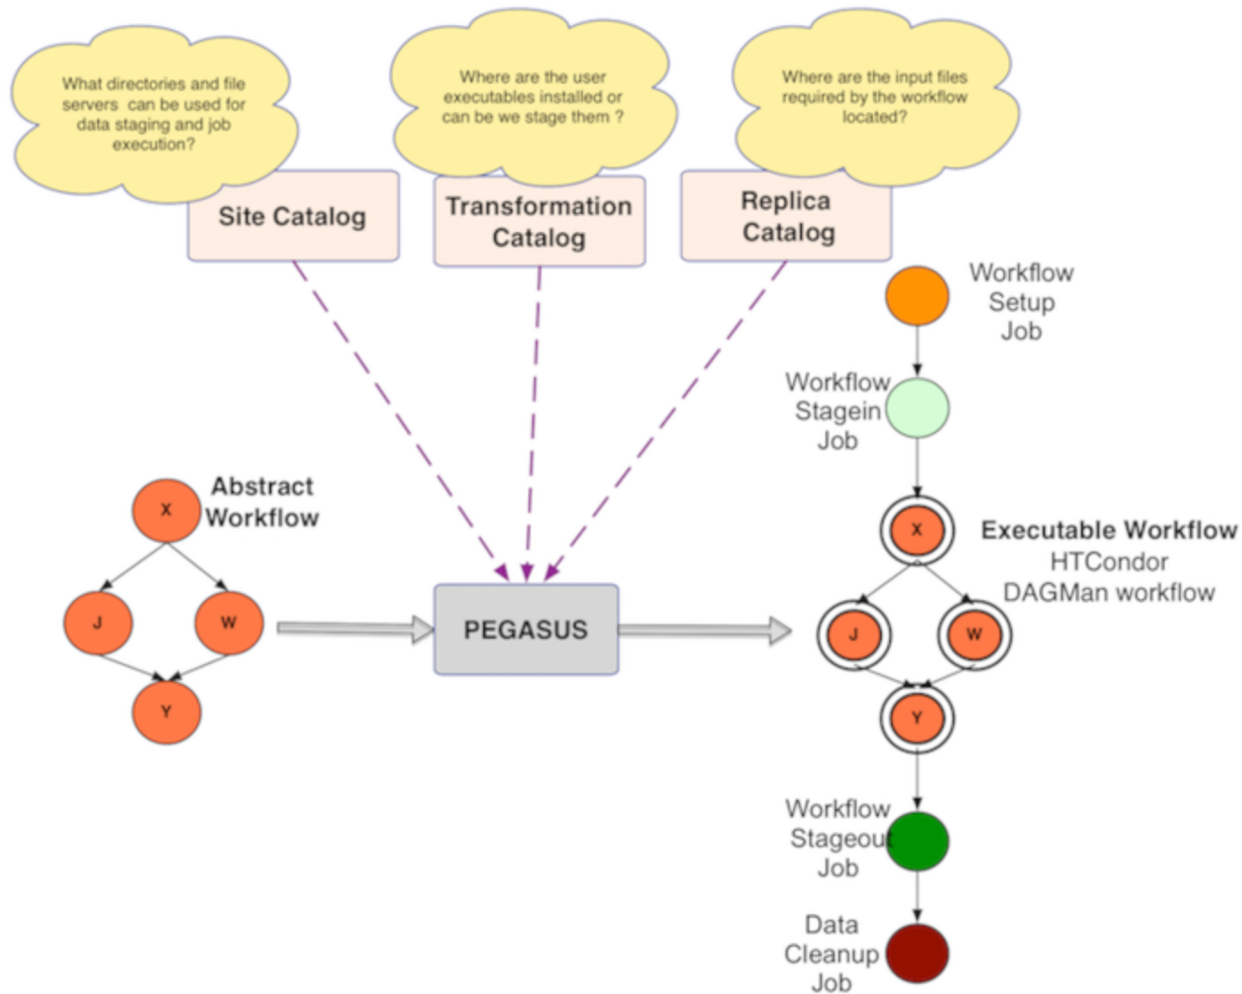 What directories and file
servers can be used for
data staging and job
execution?
Where are the user
executables installed or
can be we stage them ?
Where are the input files
required by the workflow
located?
Site Catalog
Transformation
Catalog
Replica
Catalog
Workflow
Setup
Job
Workflow
Stagein
Job
Abstract
Workflow
X
J
W
Y
PEGASUS
X
Executable Workflow
HTCondor
DAGMan workflow
J
W
Y
Workflow
Stageout
Job
Data
Cleanup
Job